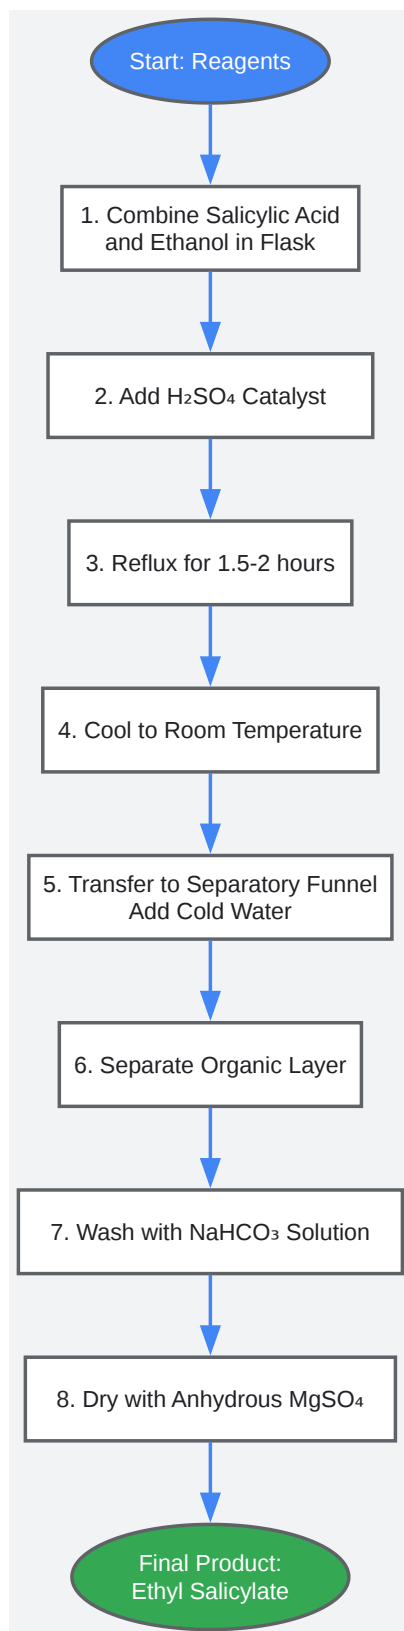 Start: Reagents
1. Combine Salicylic Acid
and Ethanol in Flask
2. Add H₂SO₄ Catalyst
3. Reflux for 1.5-2 hours
4. Cool to Room Temperature
5. Transfer to Separatory Funnel
Add Cold Water
6. Separate Organic Layer
7. Wash with NaHCO₃ Solution
8. Dry with Anhydrous MgSO₄
Final Product:
Ethyl Salicylate